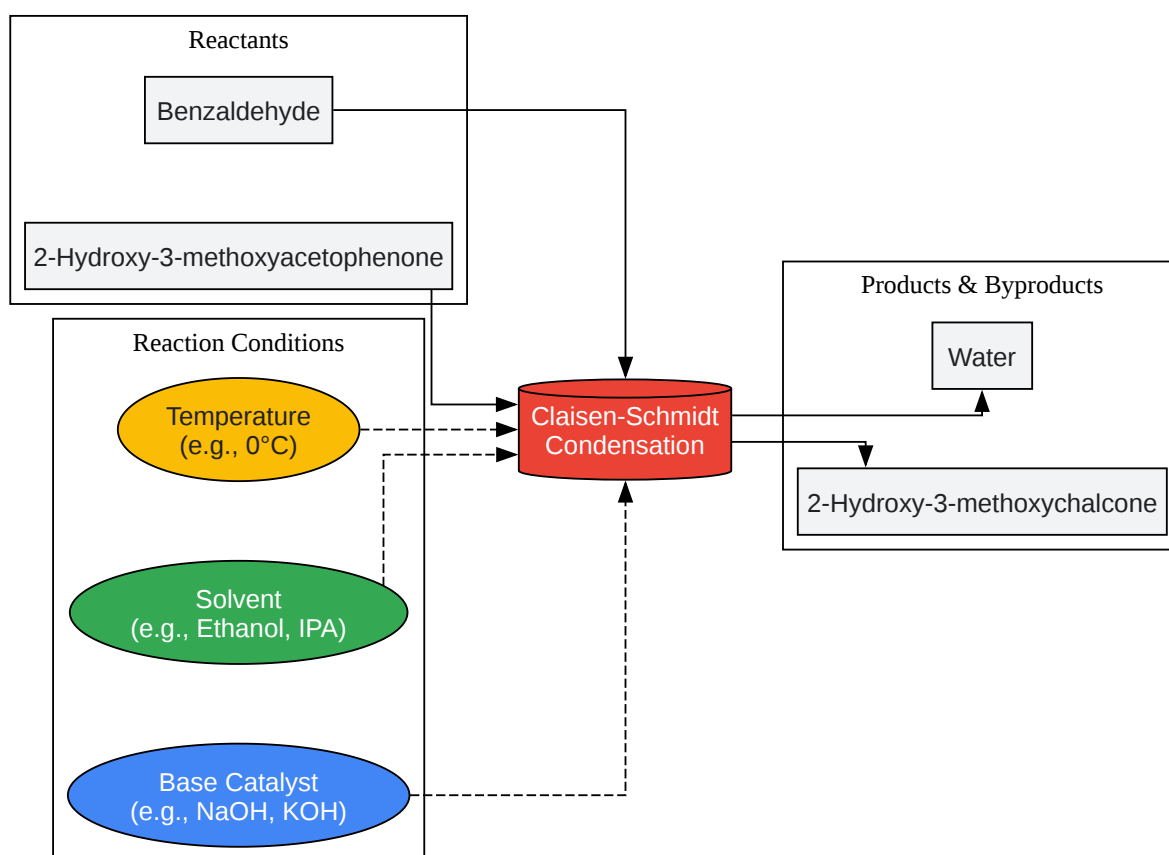 Reactants
Benzaldehyde
2-Hydroxy-3-methoxyacetophenone
Reaction Conditions
Temperature
(e.g., 0°C)
Solvent
(e.g., Ethanol, IPA)
Base Catalyst
(e.g., NaOH, KOH)
Claisen-Schmidt
Condensation
Products & Byproducts
Water
2-Hydroxy-3-methoxychalcone